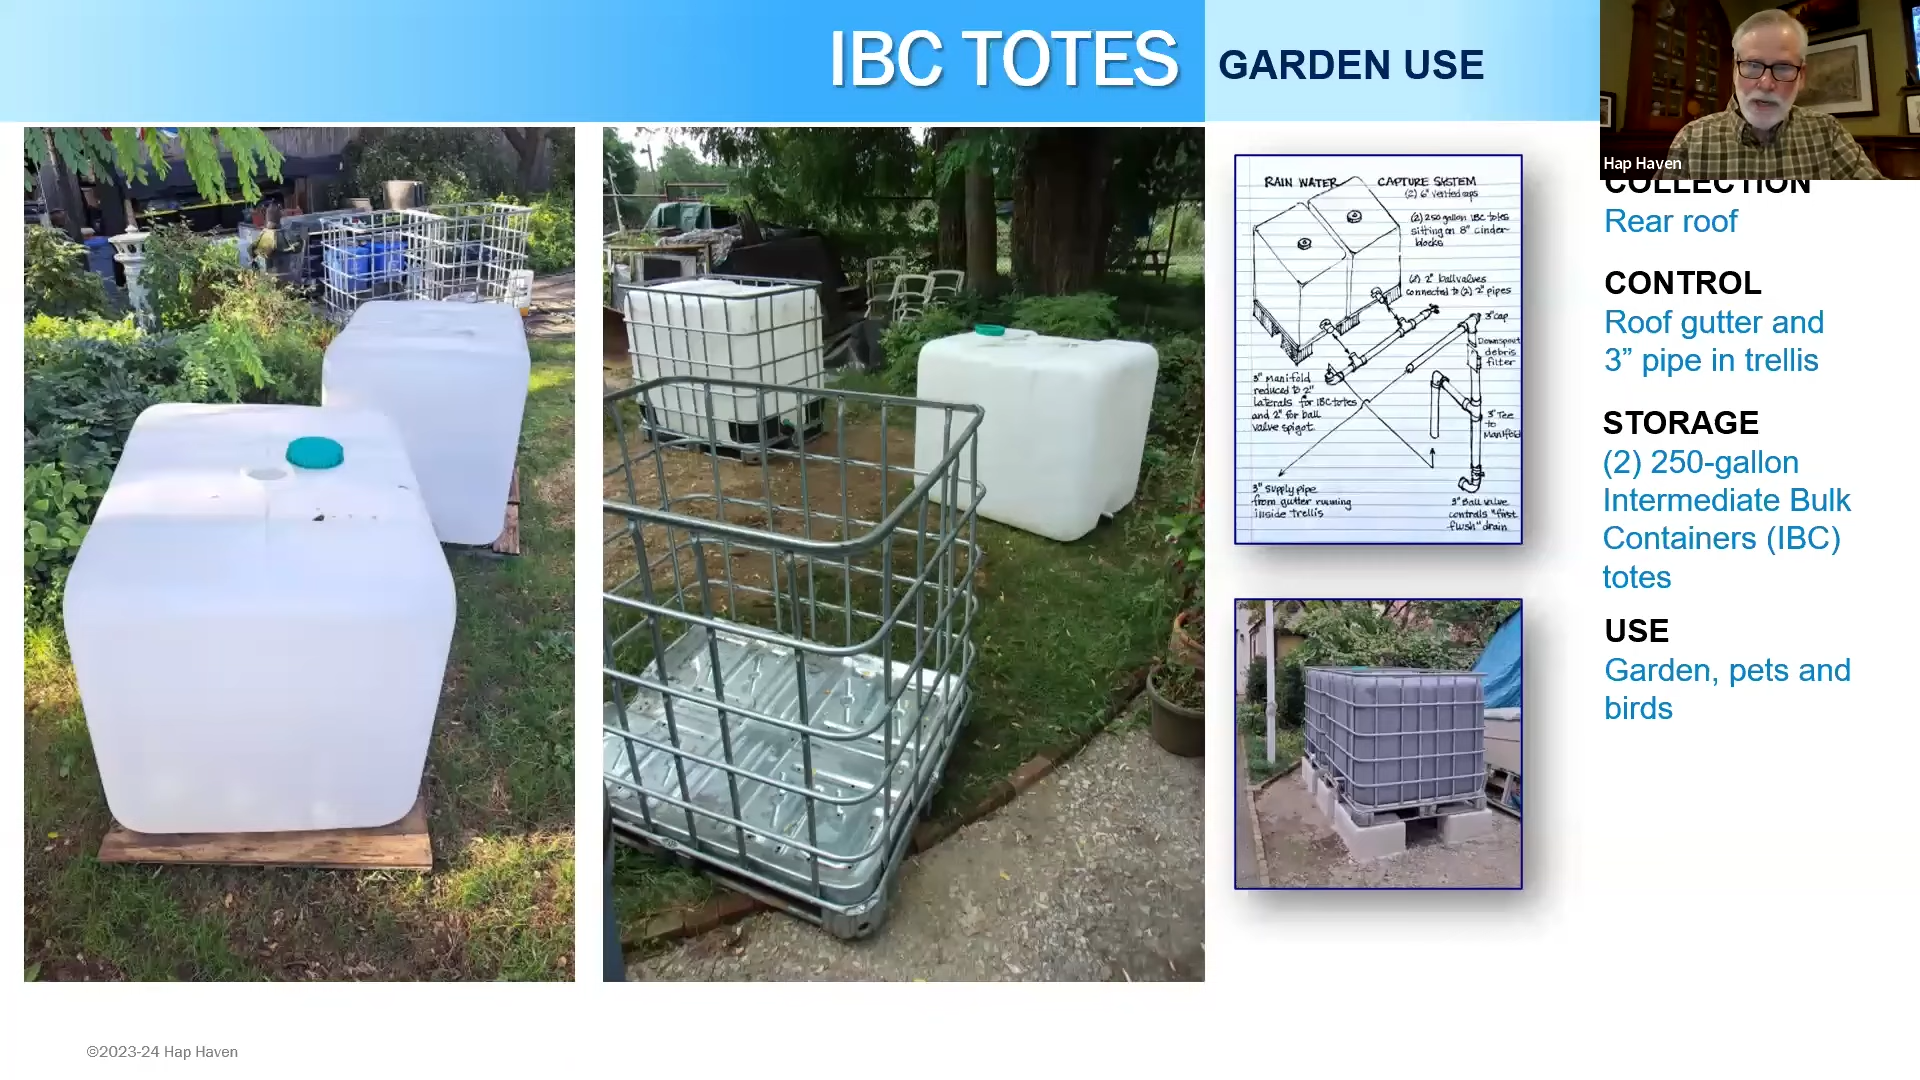 IBC TOTES
GARDEN USE
Hap Haven
COLLECTION
Rear roof
CONTROL
Roof gutter and
3” pipe in trellis
STORAGE
(2) 250-gallon
Intermediate Bulk
Containers (IBC)
totes
USE
Garden, pets and
birds
RAIN WATER CAPTURE SYSTEM
(2) 6" vented caps
(2) 250 gallon IBC totes
sitting on 8" cinder
blocks
(2) 2" ball valves
connected to (2) 2" pipes
3" cap
Downspout
debris
filter
3" Manifold
reduced to 2"
laterals for IBC totes
and 2" for ball
valve spigot.
3" Tee
to
Manifold
3" Supply pipe
from gutter running
inside trellis
3" Ball valve
controls "first
flush" drain
©2023-24 Hap Haven